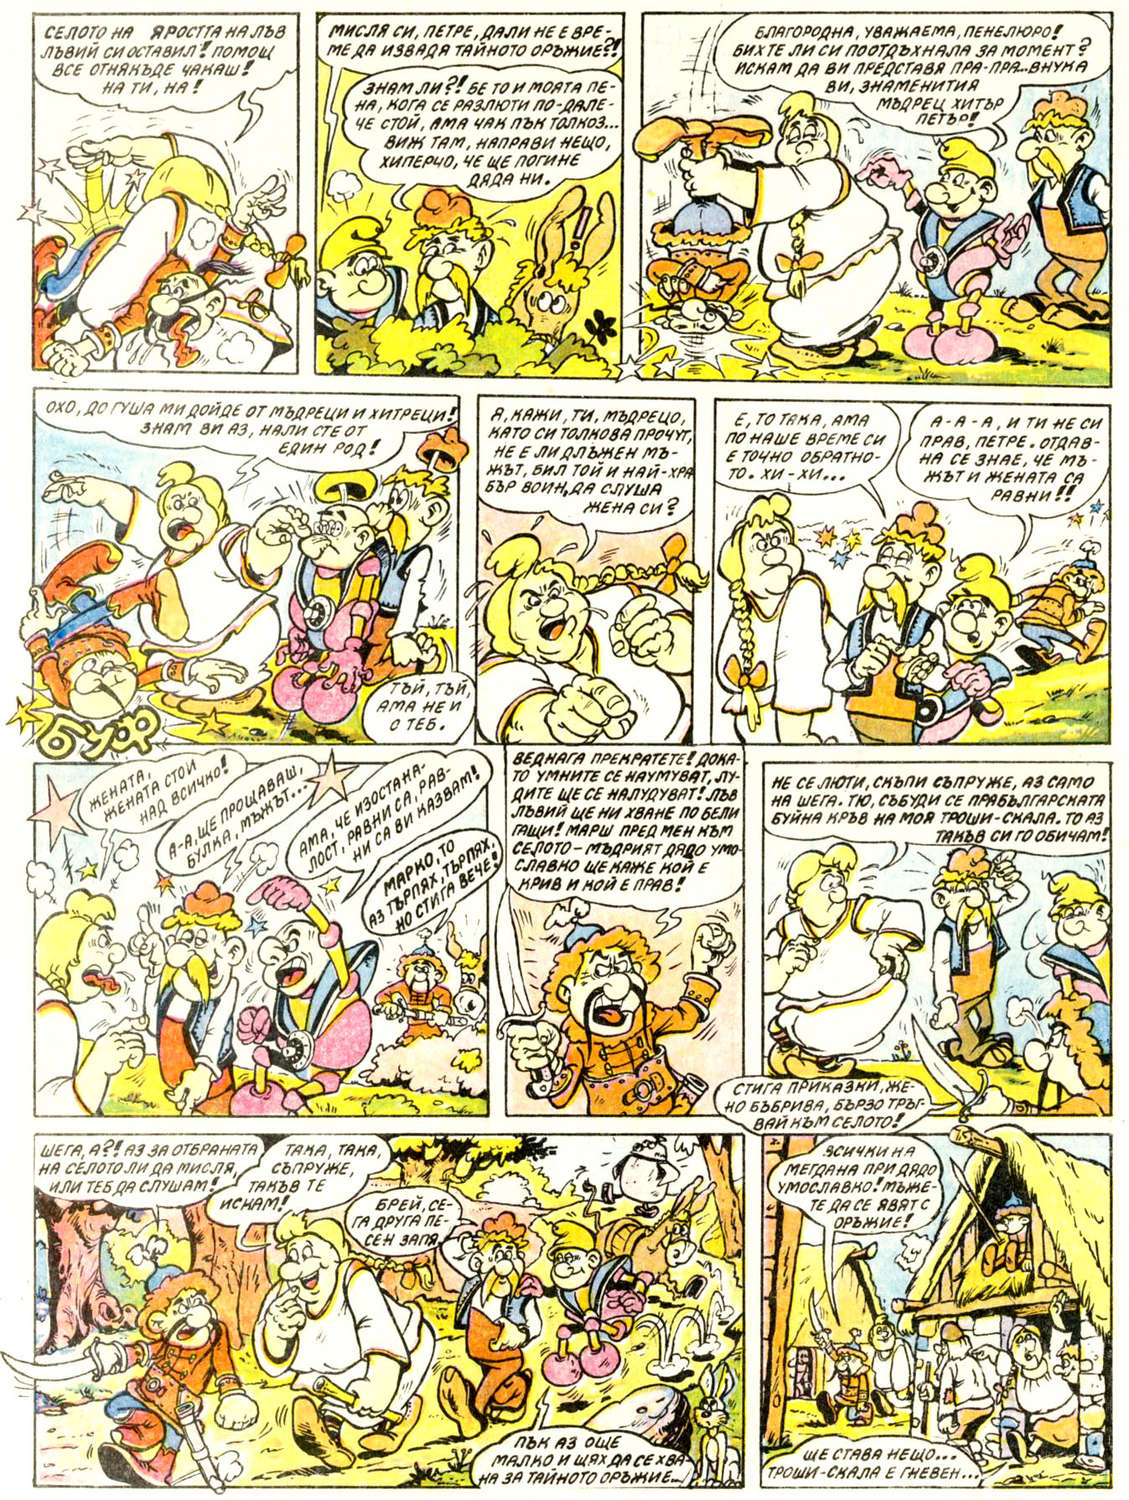 СЕЛОТО НА ЯРОСТТА НА ЛЪВ
ЛЪВИЙ СИ ОСТАВИЛ! ПОМОЩ
ВСЕ ОТНЯКЪДЕ ЧАКАШ!
НА ТИ, НА!
МИСЛЯ СИ, ПЕТРЕ, ДАЛИ НЕ Е ВРЕ-
МЕ ДА ИЗВАДЯ ТАЙНОТО ОРЪЖИЕ?!
ЗНАМ ЛИ?! БЕ ТО И МОЯТА ПЕ-
НА, КОГА СЕ РАЗЛЮТИ ПО-ДАЛЕ-
ЧЕ СТОЙ, АМА ЧАК ПЪК ТОЛКОЗ...
ВИЖ ТАМ, НАПРАВИ НЕЩО,
ХИПЕРЧО, ЧЕ ЩЕ ПОГИНЕ
ДЯДА НИ.
БЛАГОРОДНА, УВАЖАЕМА, ПЕНЕЛЮРО!
БИХТЕ ЛИ СИ ПООТДЪХНАЛА ЗА МОМЕНТ?
ИСКАМ ДА ВИ ПРЕДСТАВЯ ПРА-ПРА...ВНУКА
ВИ, ЗНАМЕНИТИЯ
МЪДРЕЦ ХИТЪР
ПЕТЪР!
ОХО, ДО ГУША МИ ДОЙДЕ ОТ МЪДРЕЦИ И ХИТРЕЦИ!
ЗНАМ ВИ АЗ, НАЛИ СТЕ ОТ
ЕДИН РОД!
ТЪЙ, ТЪЙ,
АМА НЕ И
С ТЕБ.
БУФ
Я, КАЖИ, ТИ, МЪДРЕЦО,
КАТО СИ ТОЛКОВА ПРОЧУТ,
НЕ Е ЛИ ДЛЪЖЕН МЪ-
ЖЪТ, БИЛ ТОЙ И НАЙ-ХРА
БЪР ВОИН, ДА СЛУША
ЖЕНА СИ?
Е, ТО ТАКА, АМА
ПО НАШЕ ВРЕМЕ СИ
Е ТОЧНО ОБРАТНО-
ТО. ХИ-ХИ...
А-А-А, И ТИ НЕ СИ
ПРАВ, ПЕТРЕ. ОТДАВ-
НА СЕ ЗНАЕ, ЧЕ МЪ-
ЖЪТ И ЖЕНАТА СА
РАВНИ!!
ЖЕНАТА,
ЖЕНАТА СТОИ
НАД ВСИЧКО!
А-А, ЩЕ ПРОЩАВАШ,
БУЛКА, МЪЖЪТ...
АМА, ЧЕ ИЗОСТАНА-
ЛОСТ, РАВНИ СА, РАВ-
НИ СА ВИ КАЗВАМ!
МАРКО, ТО
АЗ ТЪРПЯХ, ТЪРПЯХ,
НО СТИГА ВЕЧЕ!
ВЕДНАГА ПРЕКРАТЕТЕ! ДОКА-
ТО УМНИТЕ СЕ НАУМУВАТ, ЛУ-
ДИТЕ ЩЕ СЕ НАЛУДУВАТ! ЛЪВ
ЛЪВИЙ ЩЕ НИ ХВАНЕ ПО БЕЛИ
ГАЩИ! МАРШ ПРЕД МЕН КЪМ
СЕЛОТО – МЪДРИЯТ ДЯДО УМО-
СЛАВКО ЩЕ КАЖЕ КОЙ Е
КРИВ И КОЙ Е ПРАВ!
НЕ СЕ ЛЮТИ, СКЪПИ СЪПРУЖЕ, АЗ САМО
НА ШЕГА. ТЮ, СЪБУДИ СЕ ПРАБЪЛГАРСКАТА
БУЙНА КРЪВ НА МОЯ ТРОШИ-СКАЛА. ТО АЗ
ТАКЪВ СИ ГО ОБИЧАМ!
СТИГА ПРИКАЗКИ, ЖЕ-
НО БЪБРИВА, БЪРЗО ТРЪГ-
ВАЙ КЪМ СЕЛОТО!
ШЕГА, А?! АЗ ЗА ОТБРАНАТА
НА СЕЛОТО ЛИ ДА МИСЛЯ,
ИЛИ ТЕБ ДА СЛУШАМ!
ТАКА, ТАКА,
СЪПРУЖЕ,
ТАКЪВ ТЕ
ИСКАМ!
БРЕЙ, СЕ-
ГА ДРУГА ПЕ-
СЕН ЗАПЯ.
ПЪК АЗ ОЩЕ
МАЛКО И ЩЯХ ДА СЕ ХВА
НА ЗА ТАЙНОТО ОРЪЖИЕ...
ВСИЧКИ НА
МЕГДАНА ПРИ ДЯДО
УМОСЛАВКО! МЪЖЕ-
ТЕ ДА СЕ ЯВЯТ С
ОРЪЖИЕ!
ЩЕ СТАВА НЕЩО...
ТРОШИ-СКАЛА Е ГНЕВЕН...